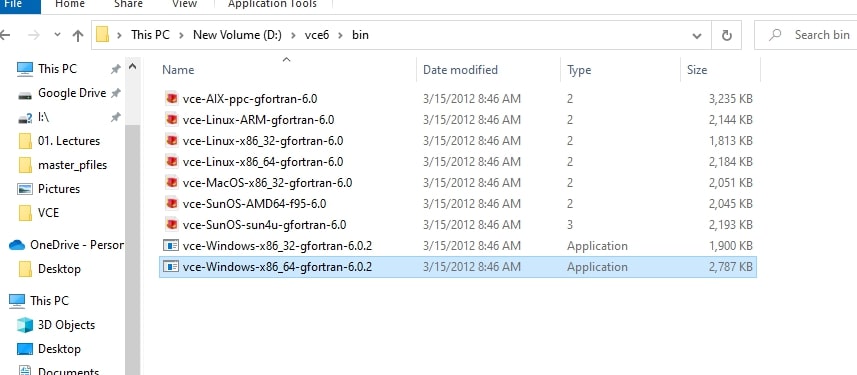 File Home Share View Application Tools
This PC New Volume (D:) vce6 bin Search bin
Name Date modified Type Size
This PC
Google Drive
I:\
01. Lectures
master_pfiles
Pictures
VCE
OneDrive - Person
Desktop
This PC
3D Objects
Desktop
Documents
vce-AIX-ppc-gfortran-6.0 3/15/2012 8:46 AM 2 3,235 KB
vce-Linux-ARM-gfortran-6.0 3/15/2012 8:46 AM 2 2,144 KB
vce-Linux-x86_32-gfortran-6.0 3/15/2012 8:46 AM 2 1,813 KB
vce-Linux-x86_64-gfortran-6.0 3/15/2012 8:46 AM 2 2,184 KB
vce-MacOS-x86_32-gfortran-6.0 3/15/2012 8:46 AM 2 2,051 KB
vce-SunOS-AMD64-f95-6.0 3/15/2012 8:46 AM 2 2,045 KB
vce-SunOS-sun4u-gfortran-6.0 3/15/2012 8:46 AM 3 2,193 KB
vce-Windows-x86_32-gfortran-6.0.2 3/15/2012 8:46 AM Application 1,900 KB
vce-Windows-x86_64-gfortran-6.0.2 3/15/2012 8:46 AM Application 2,787 KB